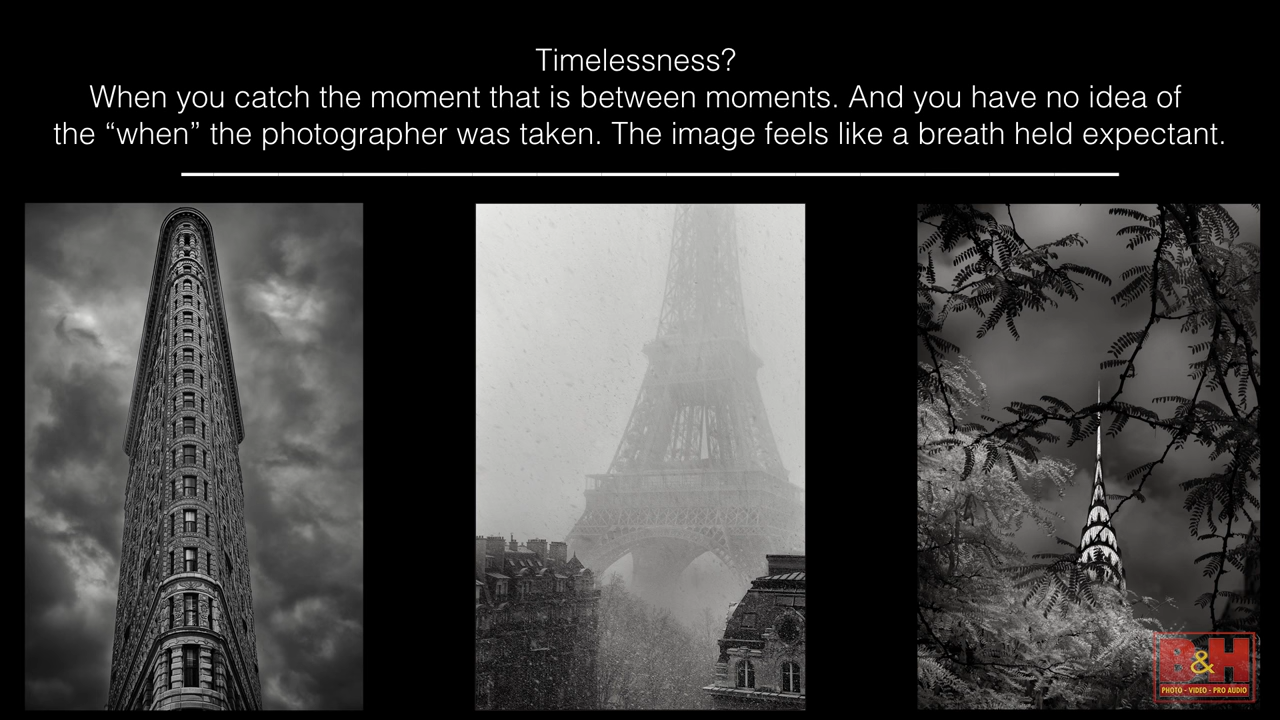 Timelessness?
When you catch the moment that is between moments. And you have no idea of
the “when” the photographer was taken. The image feels like a breath held expectant.
B&H
PHOTO - VIDEO - PRO AUDIO